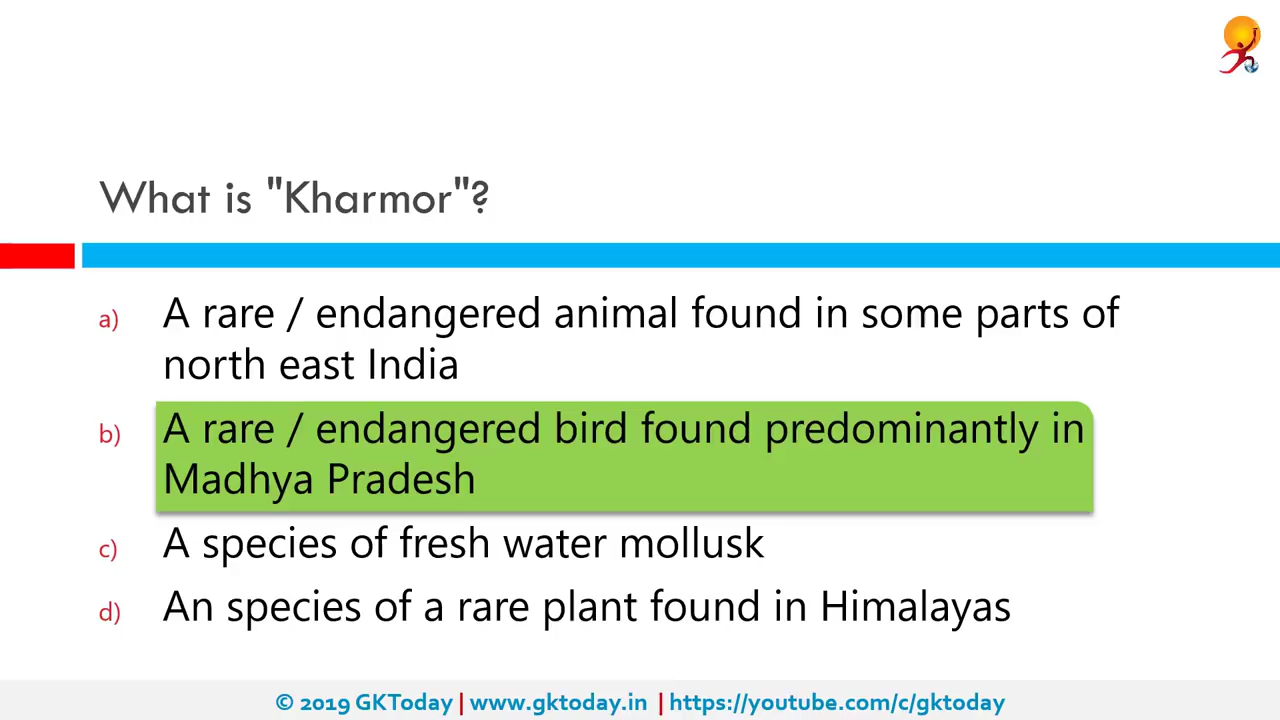 What is "Kharmor"?
a) A rare / endangered animal found in some parts of
north east India
b) A rare / endangered bird found predominantly in
Madhya Pradesh
c) A species of fresh water mollusk
d) An species of a rare plant found in Himalayas
© 2019 GKToday | www.gktoday.in | https://youtube.com/c/gktoday